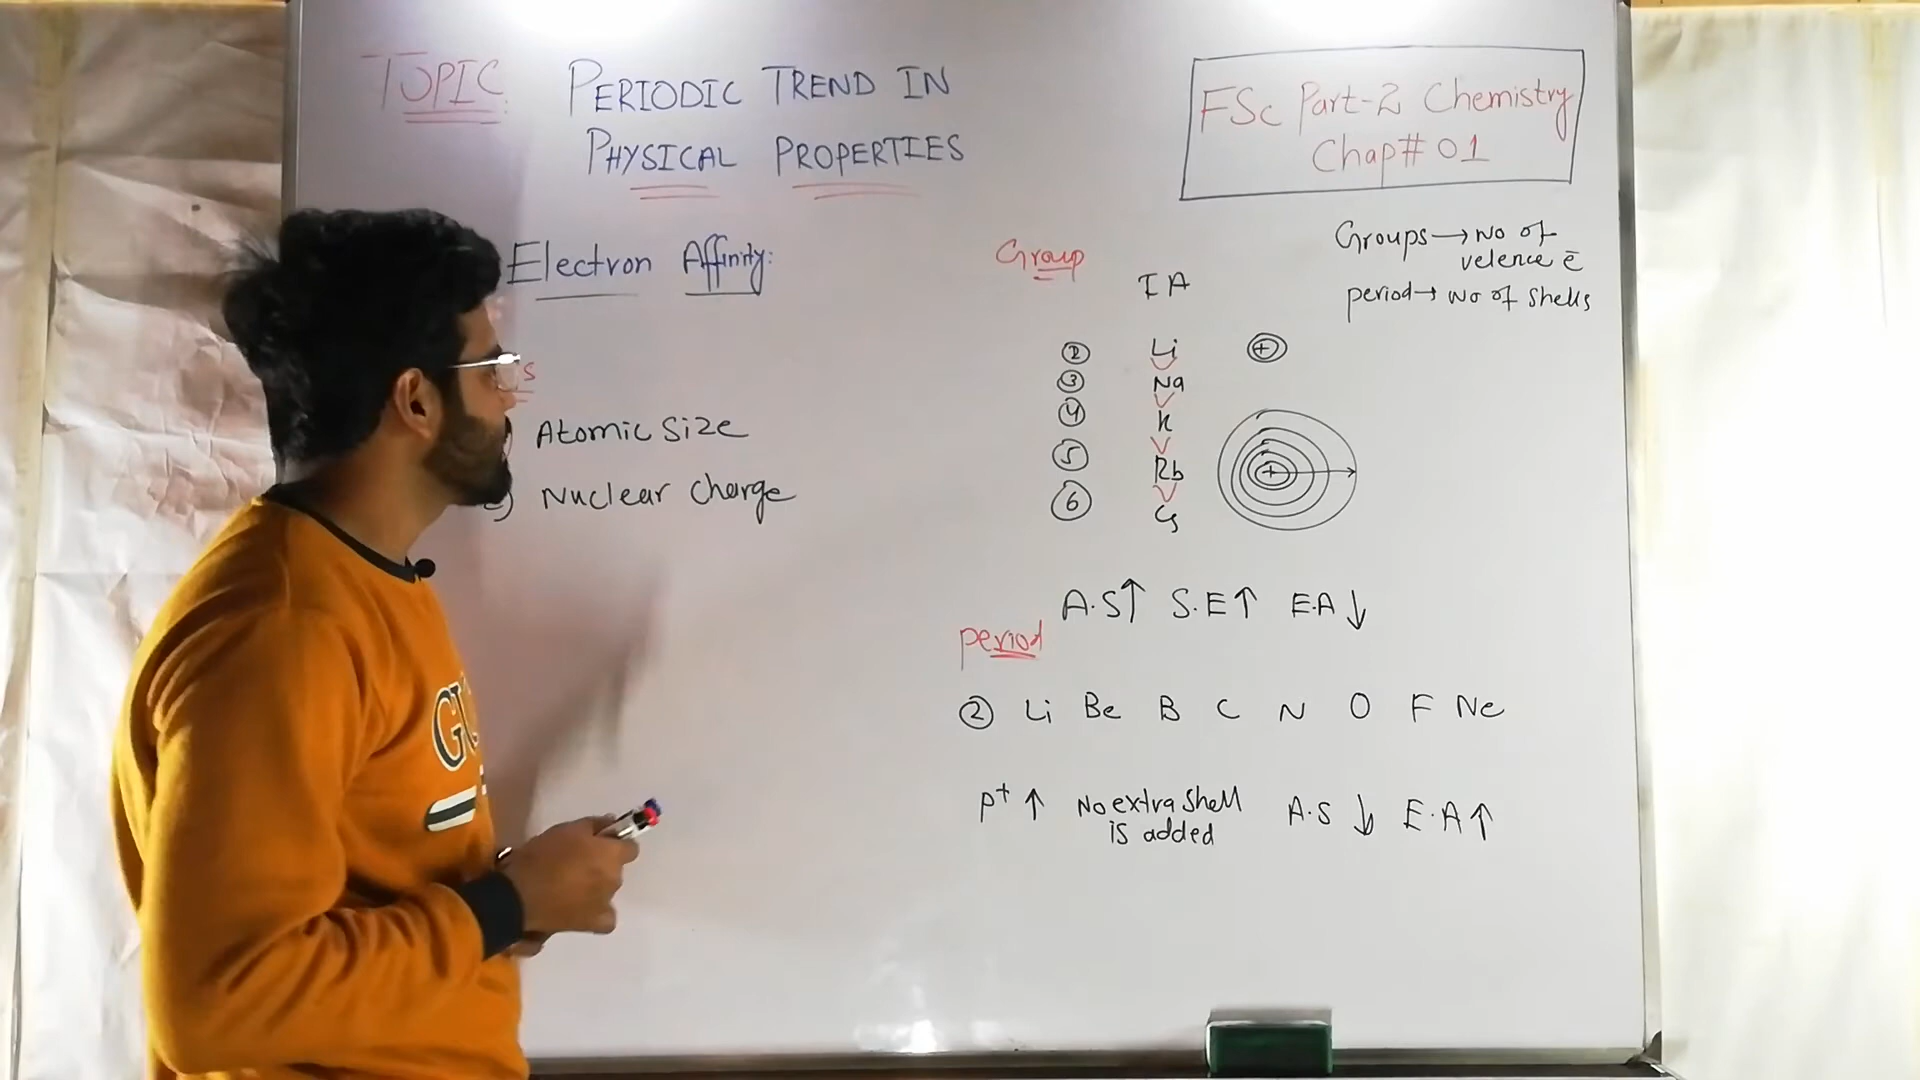 TOPIC: PERIODIC TREND IN
PHYSICAL PROPERTIES
FSc Part-2 Chemistry
Chap# 01
Electron Affinity:
Atomic Size
Nuclear Charge
Group
IA
Groups → No of
velence ē
period → No of shells
② Li +
③ Na
④ K
⑤ Rb +
⑥ Cs
A.S↑ S.E↑ E.A↓
period
② Li Be B C N O F Ne
P+ ↑ No extra shell
is added
A.S ↓ E.A↑